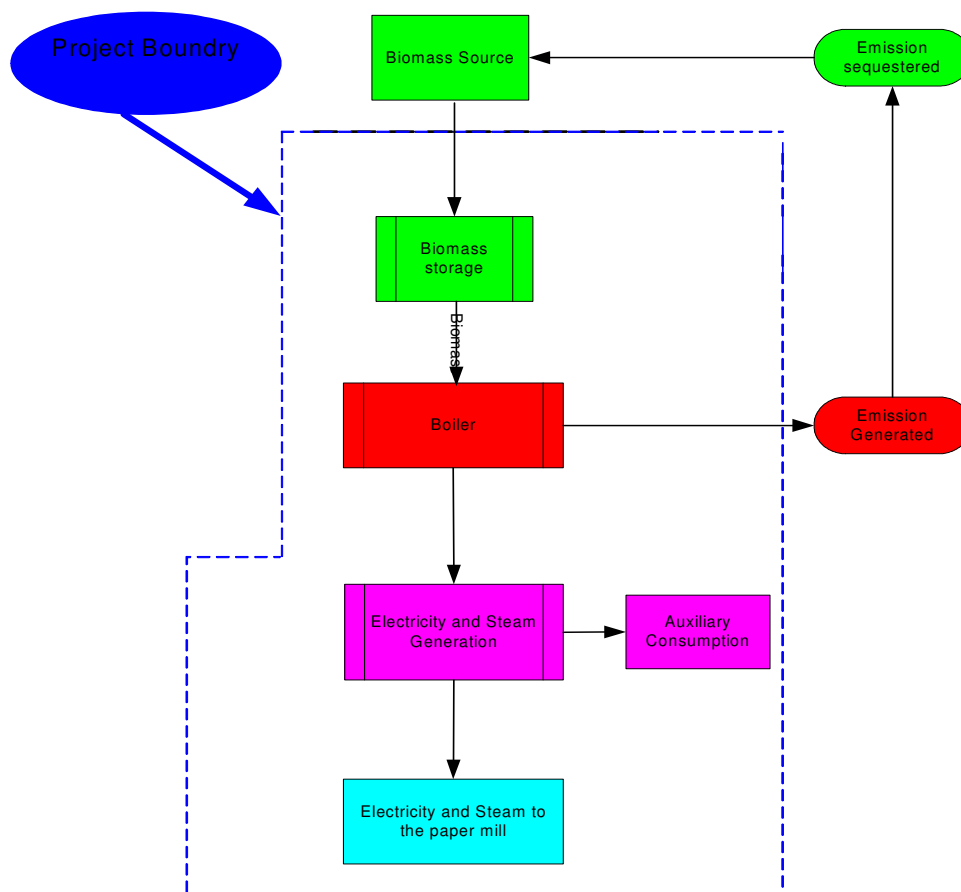 Project Boundry
Biomass Source
Emission
sequestered
Biomass
storage
Biomas
Boiler
Emission
Generated
Electricity and Steam
Generation
Auxiliary
Consumption
Electricity and Steam to
the paper mill